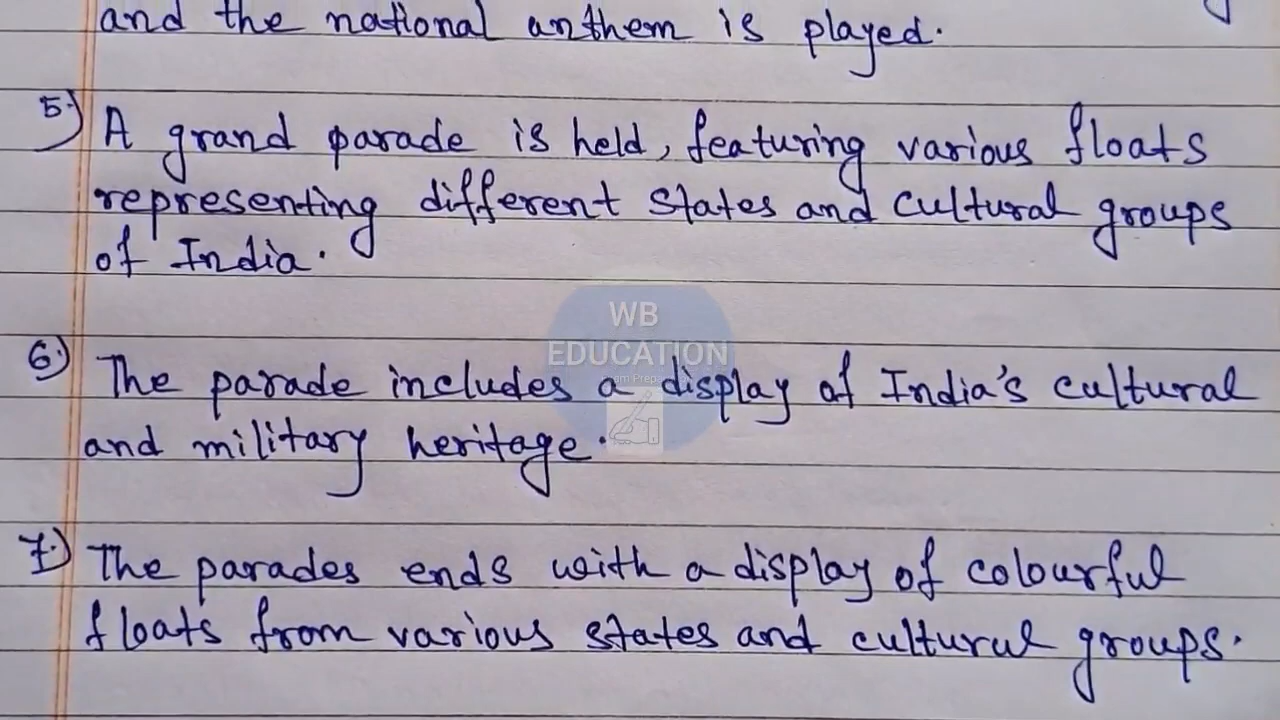 and the national anthem is played.
5.) A grand parade is held, featuring various floats
representing different states and cultural groups
of India.
WB
EDUCATION
6.) The parade includes a display of India's cultural
and military heritage.
7.) The parades ends with a display of colourful
floats from various states and cultural groups.